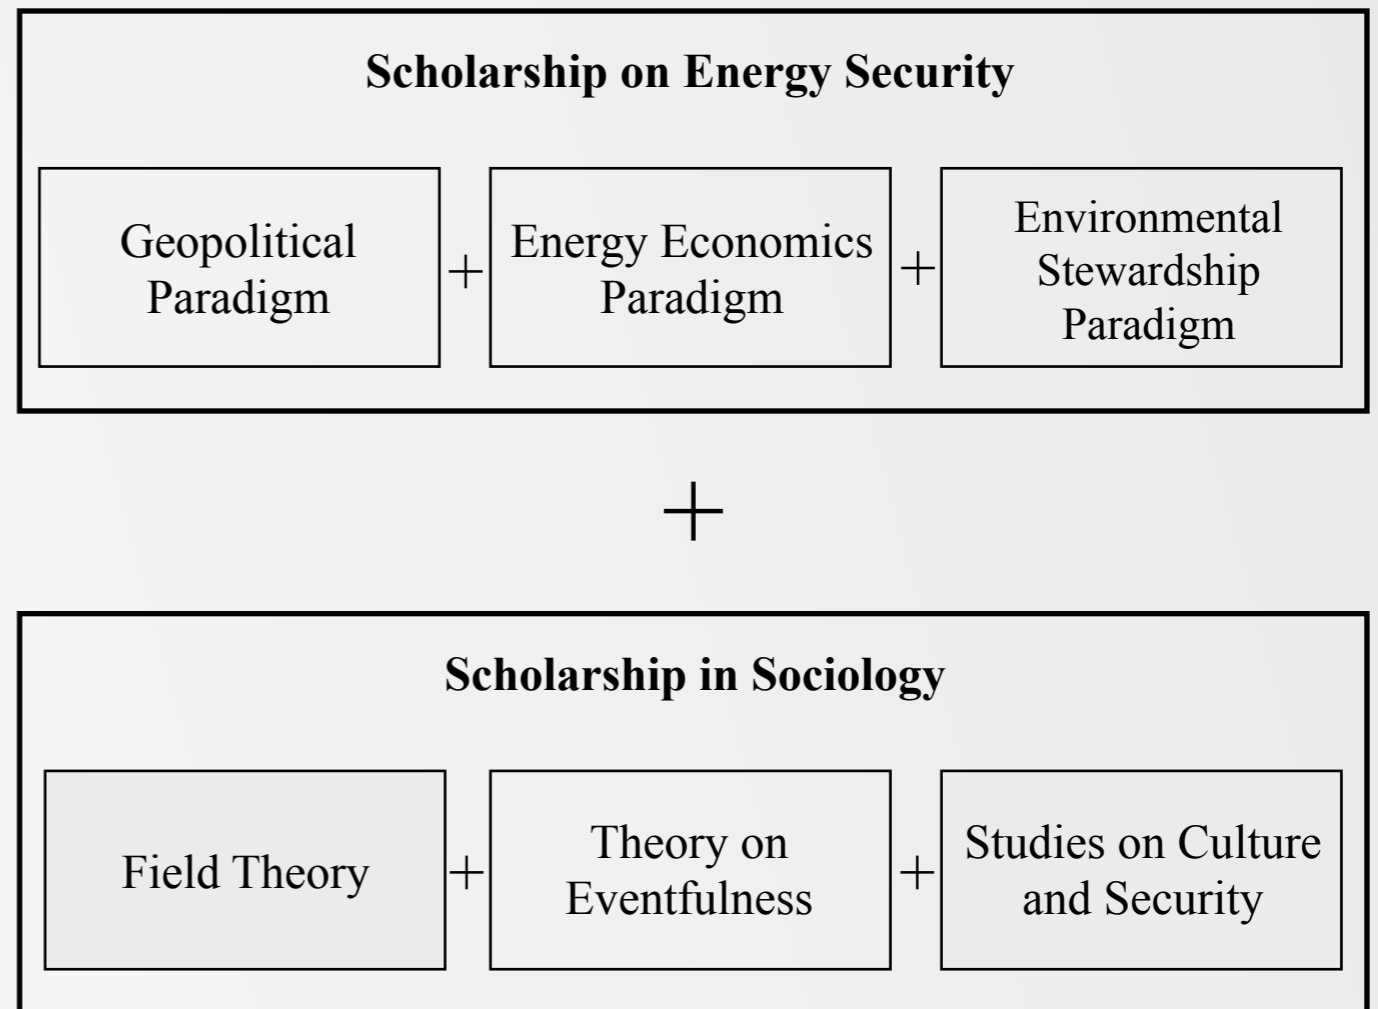 Scholarship on Energy Security
Geopolitical
Paradigm
+
Energy Economics
Paradigm
+
Environmental
Stewardship
Paradigm
+
Scholarship in Sociology
Field Theory
+
Theory on
Eventfulness
+
Studies on Culture
and Security